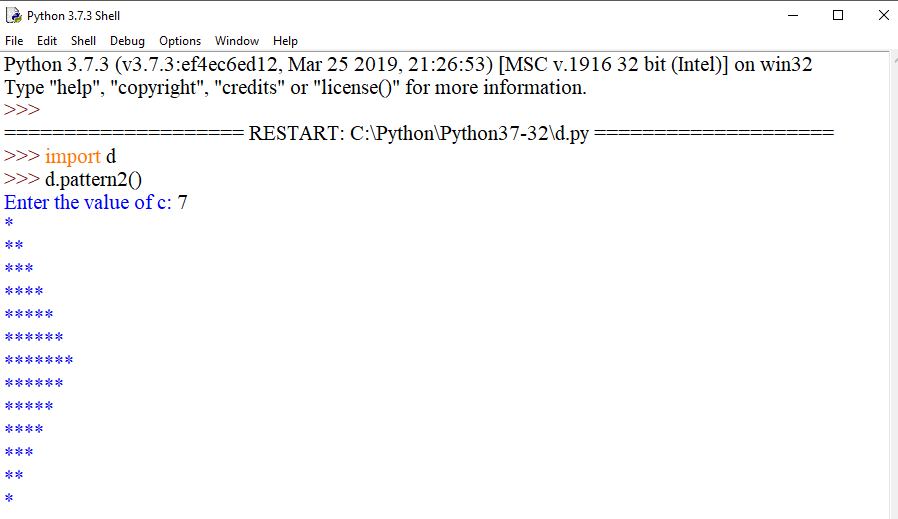 Python 3.7.3 Shell
File Edit Shell Debug Options Window Help
Python 3.7.3 (v3.7.3:ef4ec6ed12, Mar 25 2019, 21:26:53) [MSC v.1916 32 bit (Intel)] on win32
Type "help", "copyright", "credits" or "license()" for more information.
>>>
==================== RESTART: C:\Python\Python37-32\d.py ====================
>>> import d
>>> d.pattern2()
Enter the value of c: 7
*
**
***
****
*****
******
*******
******
*****
****
***
**
*